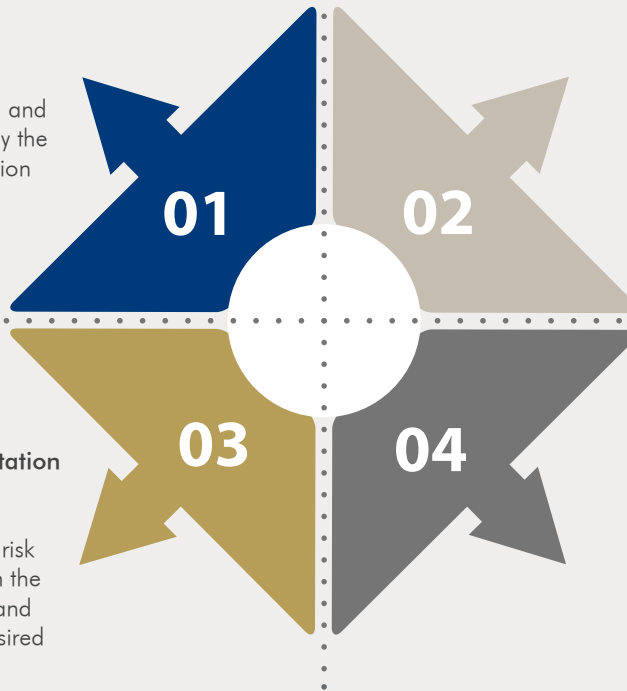 and
y the
ion
01
02
03
04
tation
risk
the
and
sired